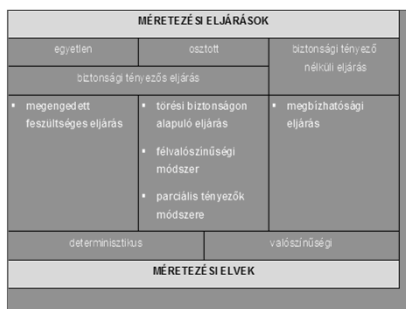 MÉRETEZÉSI ELJÁRÁSOK
egyetlen
osztott
biztonsági tényezős eljárás
biztonsági tényező
nélküli eljárás
▪ megengedett
feszültséges eljárás
▪ törési biztonságon
alapuló eljárás
▪ félvalószínűségi
módszer
▪ parciális tényezők
módszere
▪ megbízhatósági
eljárás
determinisztikus
valószínűségi
MÉRETEZÉSI ELVEK